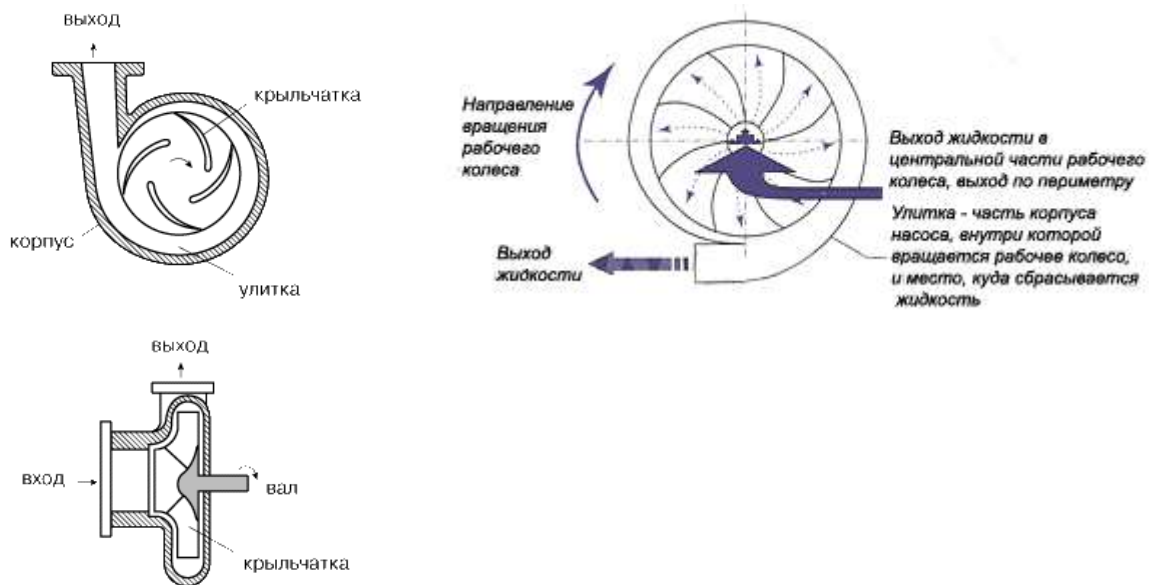 выход
крыльчатка
корпус
улитка
Направление
вращения
рабочего
колеса
Выход жидкости в
центральной части рабочего
колеса, выход по периметру
Улитка - часть корпуса
насоса, внутри которой
вращается рабочее колесо,
и место, куда сбрасывается
жидкость
Выход
жидкости
выход
вход
вал
крыльчатка